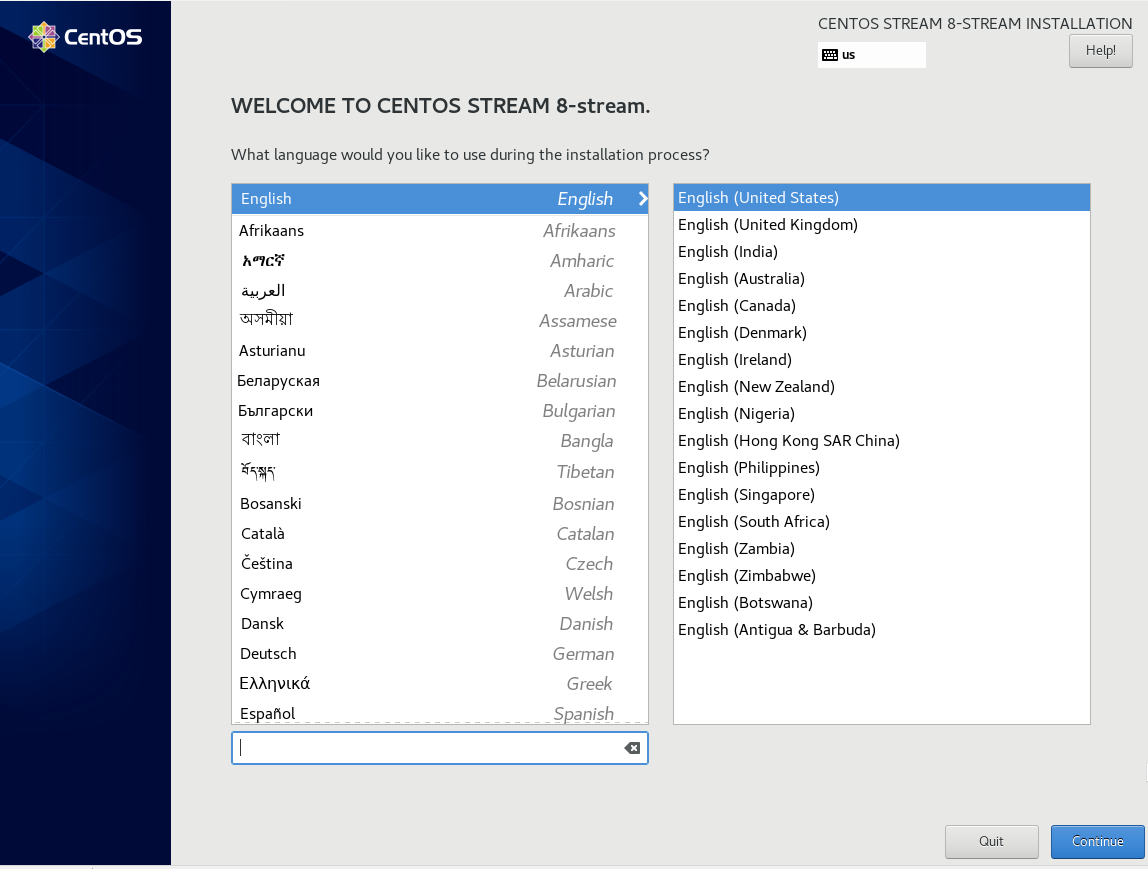 CentOS
CENTOS STREAM 8-STREAM INSTALLATION
us
Help!
WELCOME TO CENTOS STREAM 8-stream.
What language would you like to use during the installation process?
English English
Afrikaans Afrikaans
አማርኛ Amharic
العربية Arabic
অসমীয়া Assamese
Asturianu Asturian
Беларуская Belarusian
Български Bulgarian
বাংলা Bangla
བོད་སྐད་ Tibetan
Bosanski Bosnian
Català Catalan
Čeština Czech
Cymraeg Welsh
Dansk Danish
Deutsch German
Ελληνικά Greek
Español Spanish
English (United States)
English (United Kingdom)
English (India)
English (Australia)
English (Canada)
English (Denmark)
English (Ireland)
English (New Zealand)
English (Nigeria)
English (Hong Kong SAR China)
English (Philippines)
English (Singapore)
English (South Africa)
English (Zambia)
English (Zimbabwe)
English (Botswana)
English (Antigua & Barbuda)
Quit
Continue